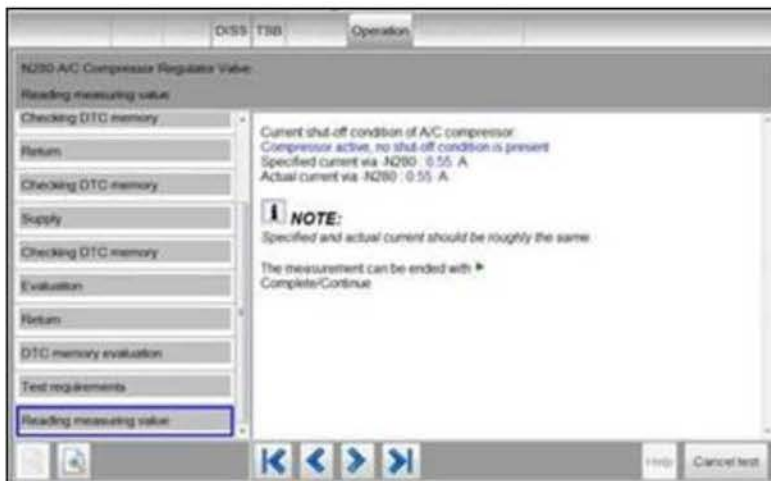 DISS TSB Operation
N280 A/C Compressor Regulator Valve
Reading measuring value
Checking DTC memory
Return
Checking DTC memory
Supply
Checking DTC memory
Evaluation
Return
DTC memory evaluation
Test requirements
Reading measuring value
Current shut-off condition of A/C compressor
Compressor active, no shut-off condition is present
Specified current via -N280 : 0.55 A
Actual current via -N280 : 0.55 A
i NOTE:
Specified and actual current should be roughly the same
The measurement can be ended with
Complete/Continue
Help Cancel test